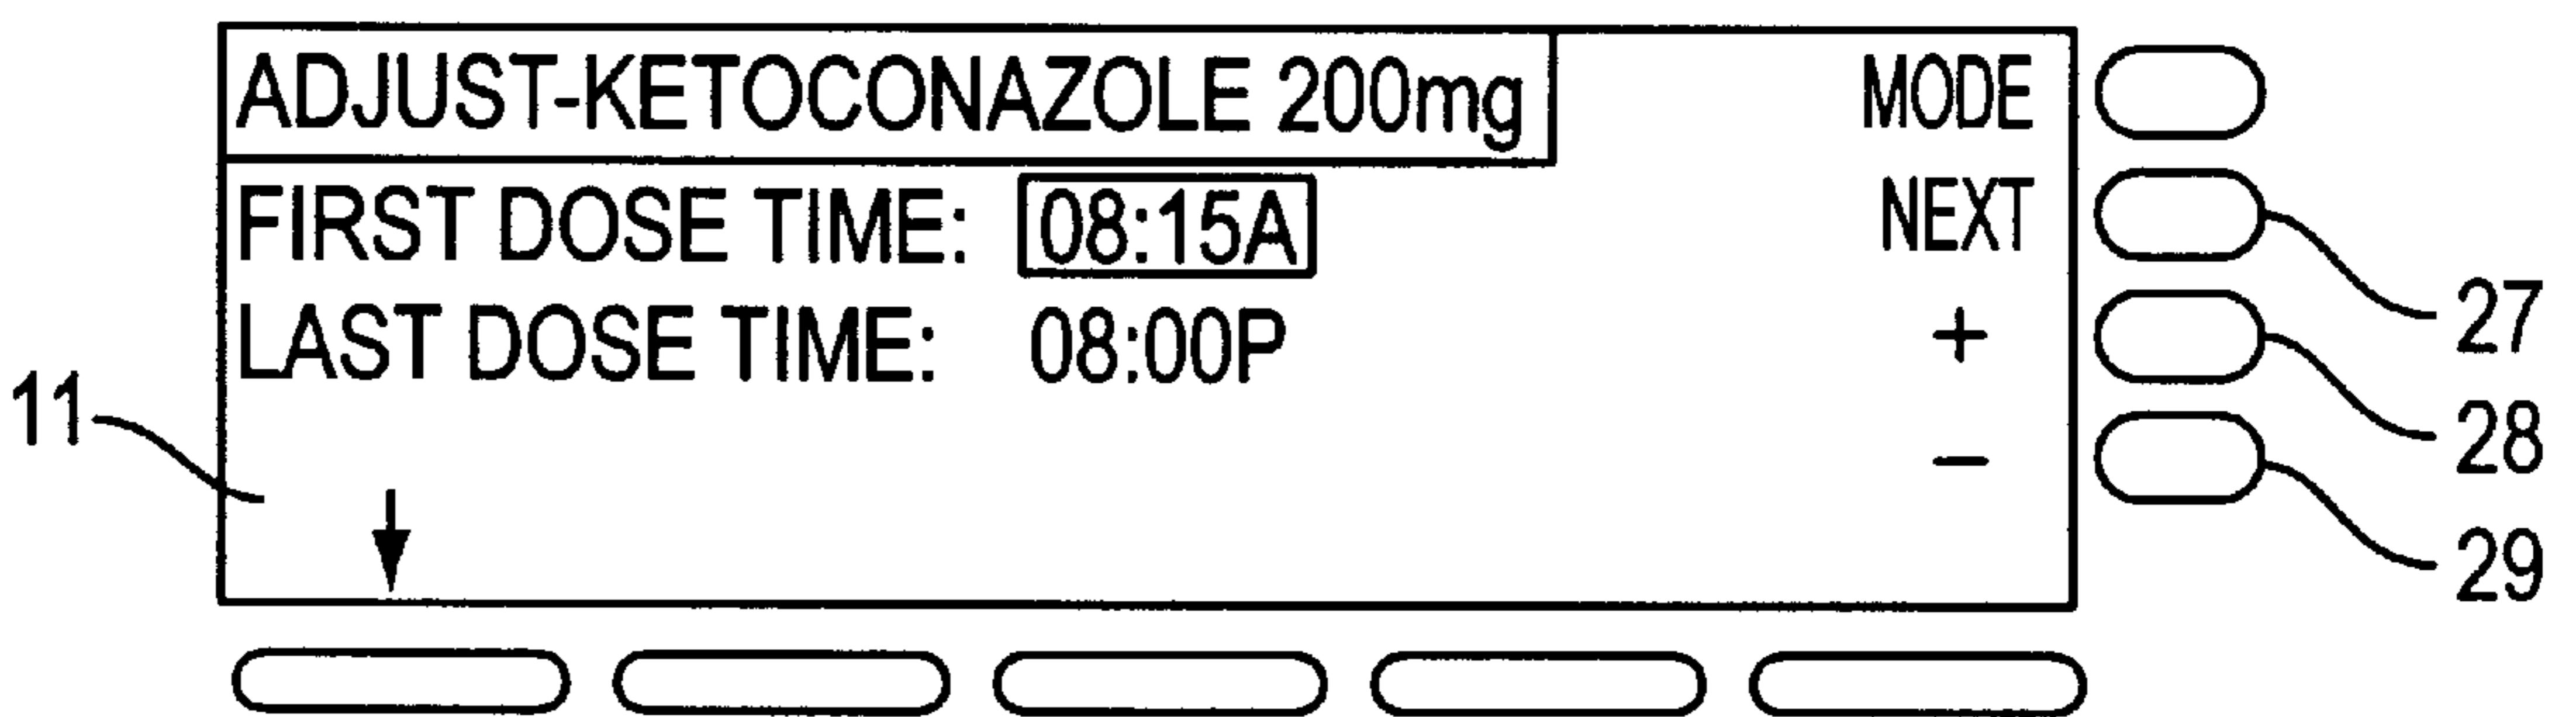 ADJUST-KETOCONAZOLE 200mg
MODE
FIRST DOSE TIME: 08:15A
NEXT
LAST DOSE TIME: 08:00P
+
−
11
27
28
29